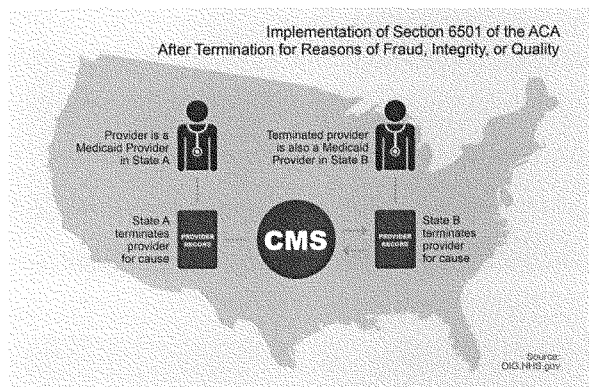 Implementation of Section 6501 of the ACA
After Termination for Reasons of Fraud, Integrity, or Quality
Provider is a
Medicaid Provider
in State A
Terminated provider
is also a Medicaid
Provider in State B
State A
terminates
provider
for cause
PROVIDER
RECORD
CMS
PROVIDER
RECORD
State B
terminates
provider
for cause
Source:
OIG.NHS.gov